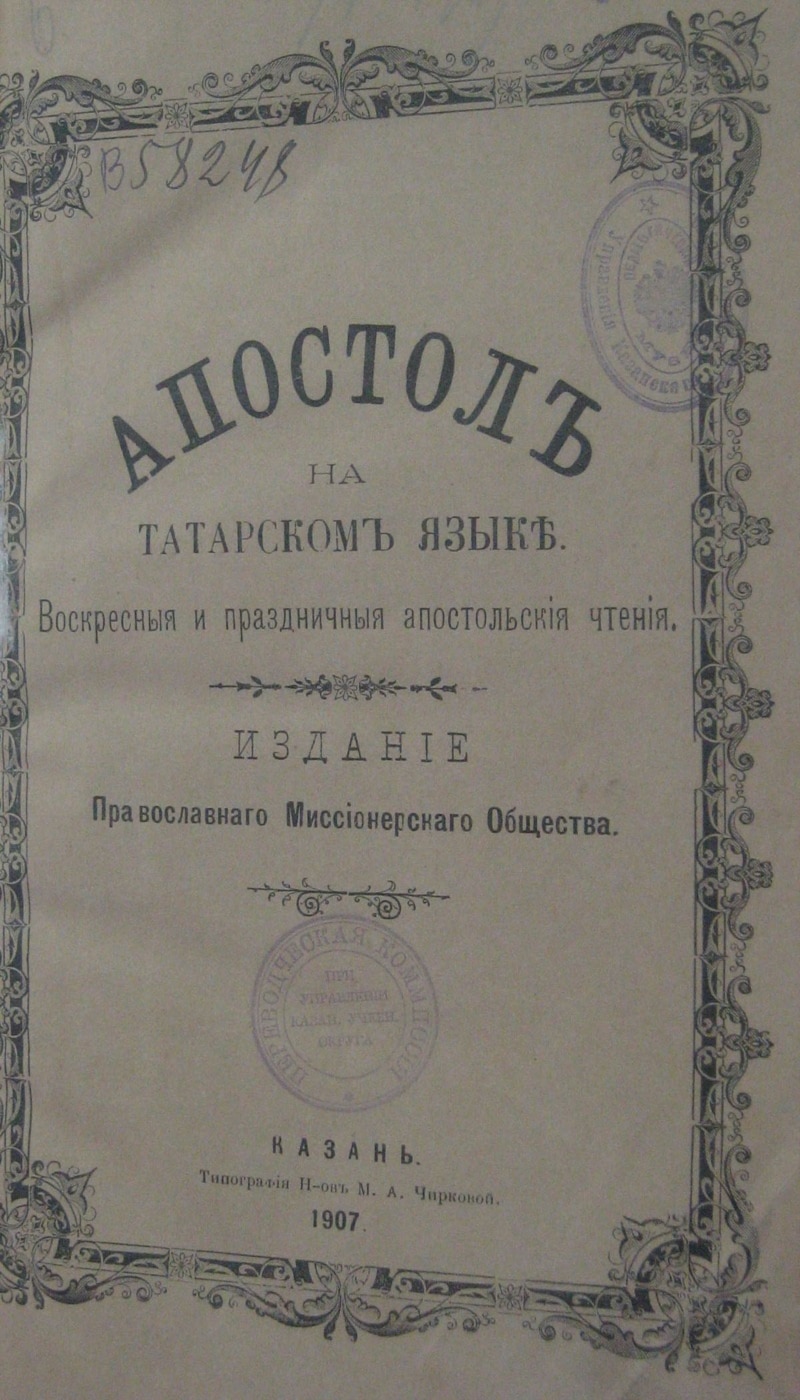 В58248
АПОСТОЛЪ
НА
ТАТАРСКОМЪ ЯЗЫКѢ.
Воскресныя и праздничныя апостольскія чтенія.
ИЗДАНІЕ
Православнаго Миссіонерскаго Общества.
ПЕРЕВОДЧЕСКАЯ КОММИССІЯ
ПРИ
УПРАВЛЕНІИ
КАЗАН. УЧЕБН.
ОКРУГА
КАЗАНЬ.
Типографія Н-овъ М. А. Чирковой.
1907.